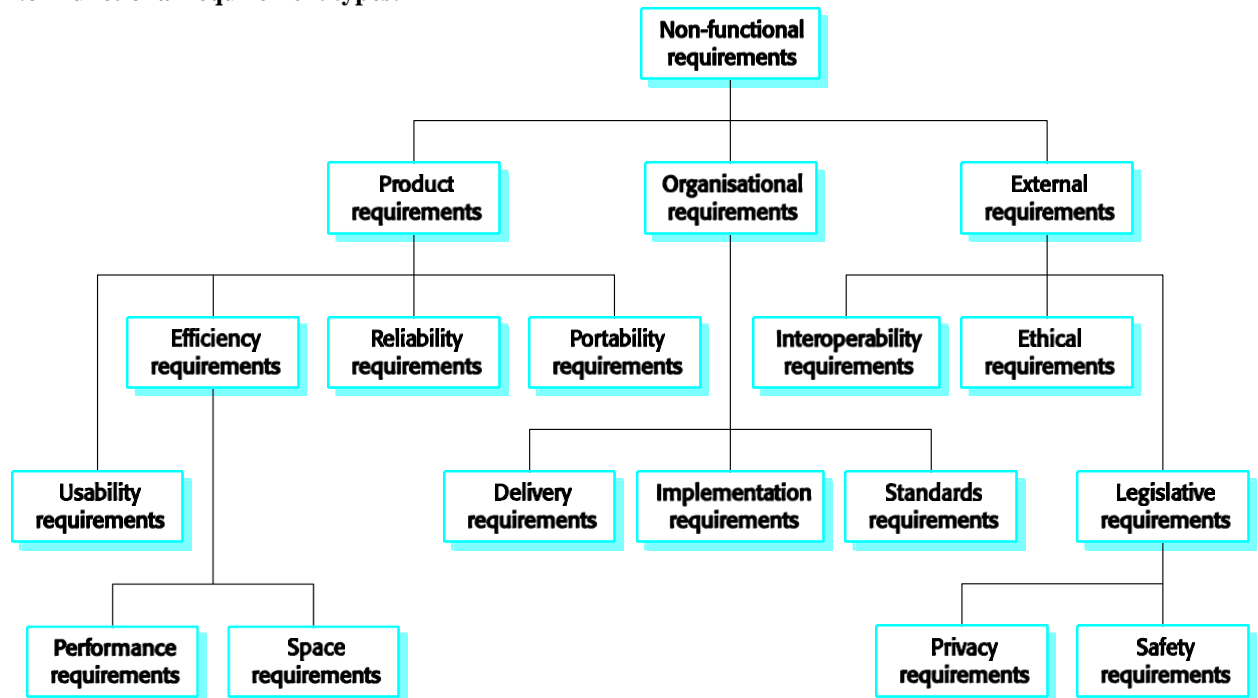 Non-functional
requirements
Product
requirements
Organisational
requirements
External
requirements
Efficiency
requirements
Reliability
requirements
Portability
requirements
Interoperability
requirements
Ethical
requirements
Usability
requirements
Delivery
requirements
Implementation
requirements
Standards
requirements
Legislative
requirements
Performance
requirements
Space
requirements
Privacy
requirements
Safety
requirements